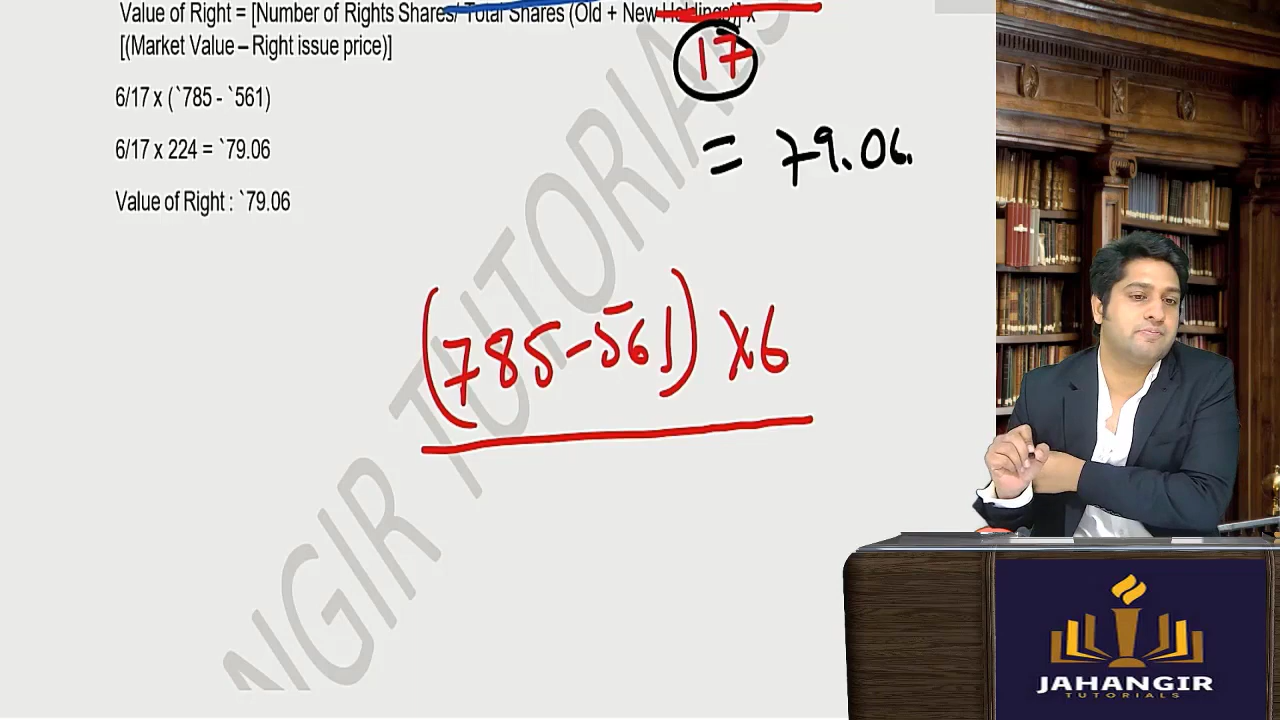 Value of Right = [Number of Rights Shares/ Total Shares (Old + New Holdings)] x
[(Market Value – Right issue price)]
17
6/17 x (`785 - `561)
= 79.06.
6/17 x 224 = `79.06
Value of Right : `79.06
(785-561) x6
NGIR TUTORIALS
JAHANGIR
TUTORIALS